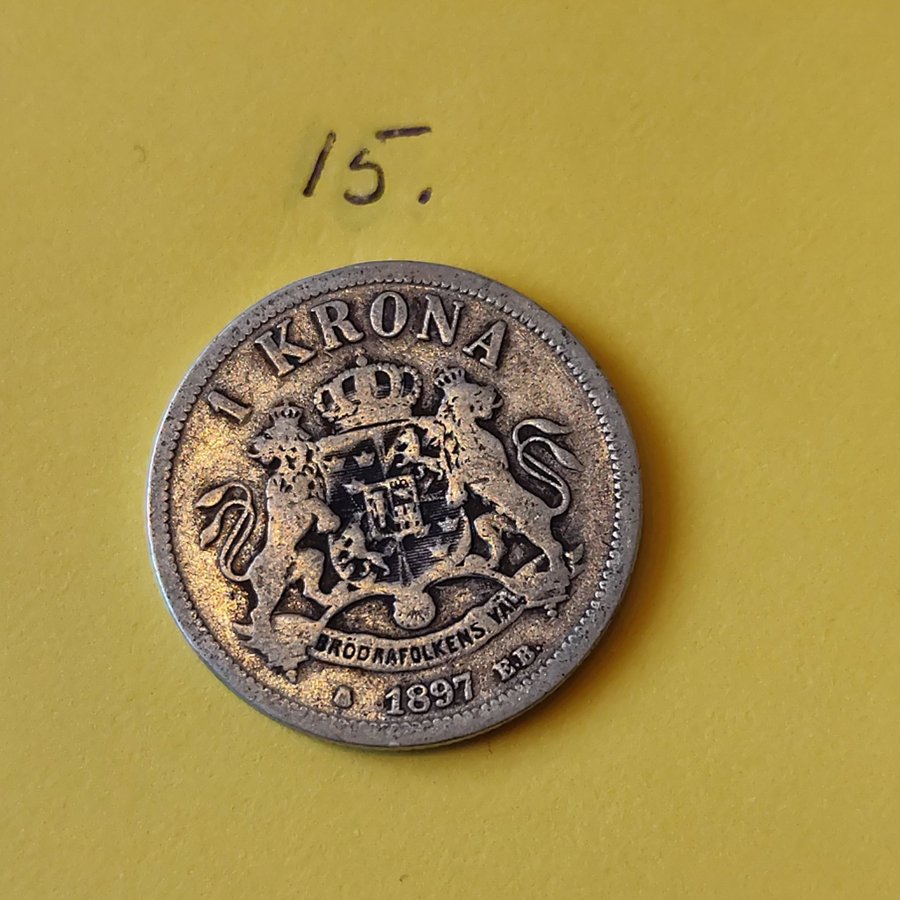 15.
1 KRONA
BRÖDRAFOLKENS VÄL
1897 E.B.